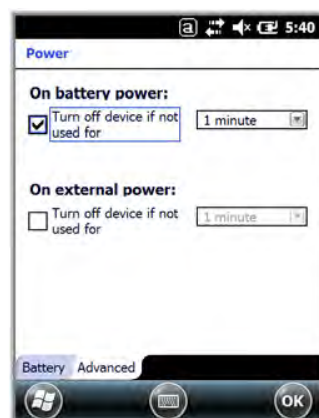 a 5:40
Power
On battery power:
Turn off device if not
used for
1 minute
On external power:
Turn off device if not
used for
1 minute
Battery Advanced
OK